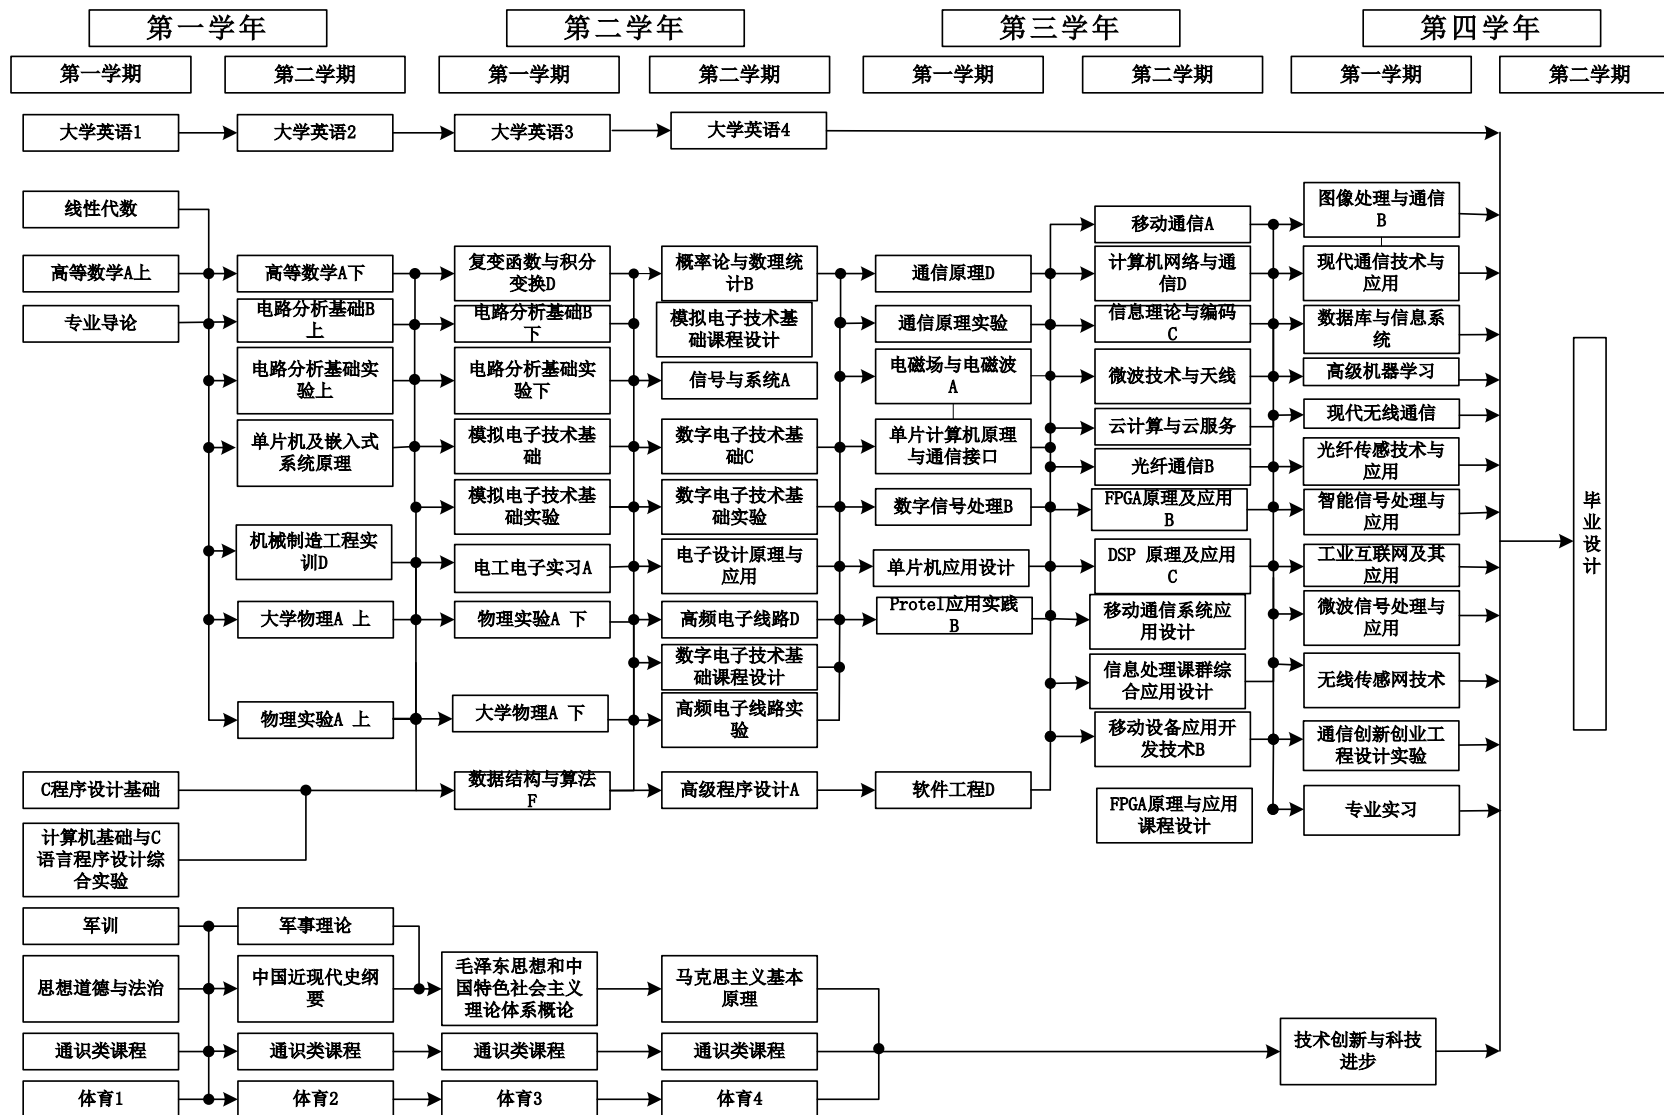 第一学年
第二学年
第三学年
第四学年
第一学期
第二学期
第一学期
第二学期
第一学期
第二学期
第一学期
第二学期
大学英语1
大学英语2
大学英语3
大学英语4
线性代数
高等数学A上
专业导论
高等数学A下
电路分析基础B
上
电路分析基础实
验上
单片机及嵌入式
系统原理
机械制造工程实
训D
大学物理A 上
物理实验A 上
复变函数与积分
变换D
电路分析基础B
下
电路分析基础实
验下
模拟电子技术基
础
模拟电子技术基
础实验
电工电子实习A
物理实验A 下
大学物理A 下
数据结构与算法
F
概率论与数理统
计B
模拟电子技术基
础课程设计
信号与系统A
数字电子技术基
础C
数字电子技术基
础实验
电子设计原理与
应用
高频电子线路D
数字电子技术基
础课程设计
高频电子线路实
验
高级程序设计A
通信原理D
通信原理实验
电磁场与电磁波
A
单片计算机原理
与通信接口
数字信号处理B
单片机应用设计
Protel应用实践
B
软件工程D
移动通信A
计算机网络与通
信D
信息理论与编码
C
微波技术与天线
云计算与云服务
光纤通信B
FPGA原理及应用
B
DSP 原理及应用
C
移动通信系统应
用设计
信息处理课群综
合应用设计
移动设备应用开
发技术B
FPGA原理与应用
课程设计
图像处理与通信
B
现代通信技术与
应用
数据库与信息系
统
高级机器学习
现代无线通信
光纤传感技术与
应用
智能信号处理与
应用
工业互联网及其
应用
微波信号处理与
应用
无线传感网技术
通信创新创业工
程设计实验
专业实习
毕
业
设
计
C程序设计基础
计算机基础与C
语言程序设计综
合实验
军训
军事理论
思想道德与法治
中国近现代史纲
要
毛泽东思想和中
国特色社会主义
理论体系概论
马克思主义基本
原理
通识类课程
通识类课程
通识类课程
通识类课程
技术创新与科技
进步
体育1
体育2
体育3
体育4